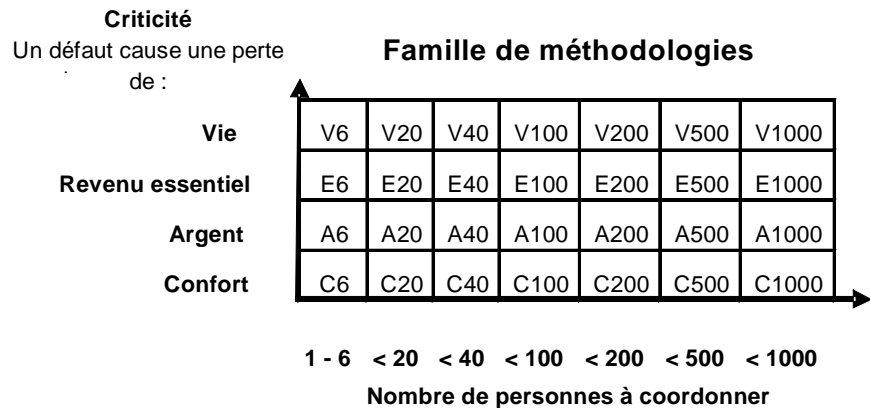 Criticité
Un défaut cause une perte
de :
Famille de méthodologies
Vie V6 V20 V40 V100 V200 V500 V1000
Revenu essentiel E6 E20 E40 E100 E200 E500 E1000
Argent A6 A20 A40 A100 A200 A500 A1000
Confort C6 C20 C40 C100 C200 C500 C1000
1 - 6 < 20 < 40 < 100 < 200 < 500 < 1000
Nombre de personnes à coordonner